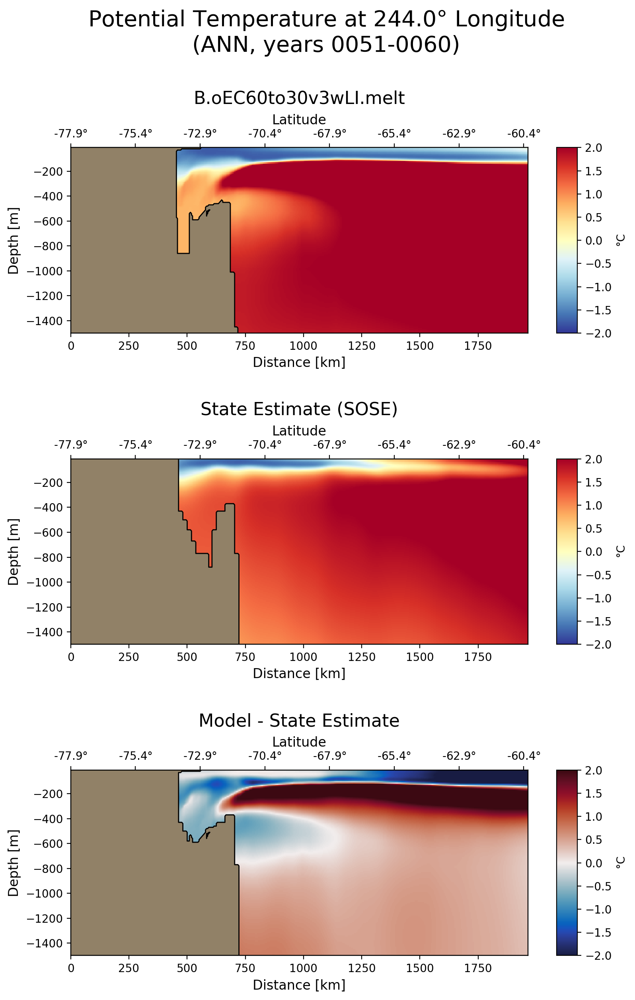 Potential Temperature at 244.0° Longitude
(ANN, years 0051-0060)
B.oEC60to30v3wLI.melt
Latitude
-77.9° -75.4° -72.9° -70.4° -67.9° -65.4° -62.9° -60.4°
Depth [m]
−200
−400
−600
−800
−1000
−1200
−1400
0 250 500 750 1000 1250 1500 1750
Distance [km]
2.0
1.5
1.0
0.5
0.0
−0.5
−1.0
−1.5
−2.0
°C
State Estimate (SOSE)
Latitude
-77.9° -75.4° -72.9° -70.4° -67.9° -65.4° -62.9° -60.4°
Depth [m]
−200
−400
−600
−800
−1000
−1200
−1400
0 250 500 750 1000 1250 1500 1750
Distance [km]
2.0
1.5
1.0
0.5
0.0
−0.5
−1.0
−1.5
−2.0
°C
Model - State Estimate
Latitude
-77.9° -75.4° -72.9° -70.4° -67.9° -65.4° -62.9° -60.4°
Depth [m]
−200
−400
−600
−800
−1000
−1200
−1400
0 250 500 750 1000 1250 1500 1750
Distance [km]
2.0
1.5
1.0
0.5
0.0
−0.5
−1.0
−1.5
−2.0
°C